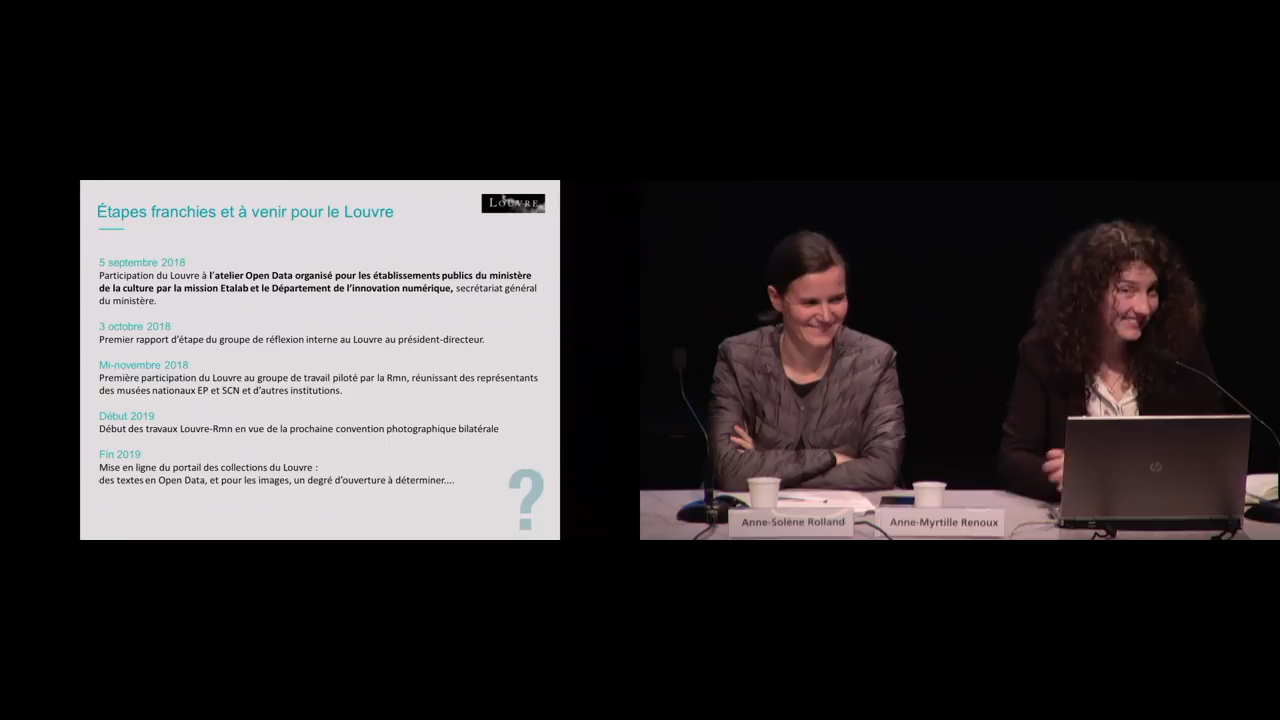 Étapes franchies et à venir pour le Louvre
LOUVRE
5 septembre 2018
Participation du Louvre à l'atelier Open Data organisé pour les établissements publics du ministère
de la culture par la mission Etalab et le Département de l'innovation numérique, secrétariat général
du ministère.
3 octobre 2018
Premier rapport d'étape du groupe de réflexion interne au Louvre au président-directeur.
Mi-novembre 2018
Première participation du Louvre au groupe de travail piloté par la Rmn, réunissant des représentants
des musées nationaux EP et SCN et d'autres institutions.
Début 2019
Début des travaux Louvre-Rmn en vue de la prochaine convention photographique bilatérale
Fin 2019
Mise en ligne du portail des collections du Louvre :
des textes en Open Data, et pour les images, un degré d'ouverture à déterminer....
?
Anne-Solène Rolland
Anne-Myrtille Renoux
hp